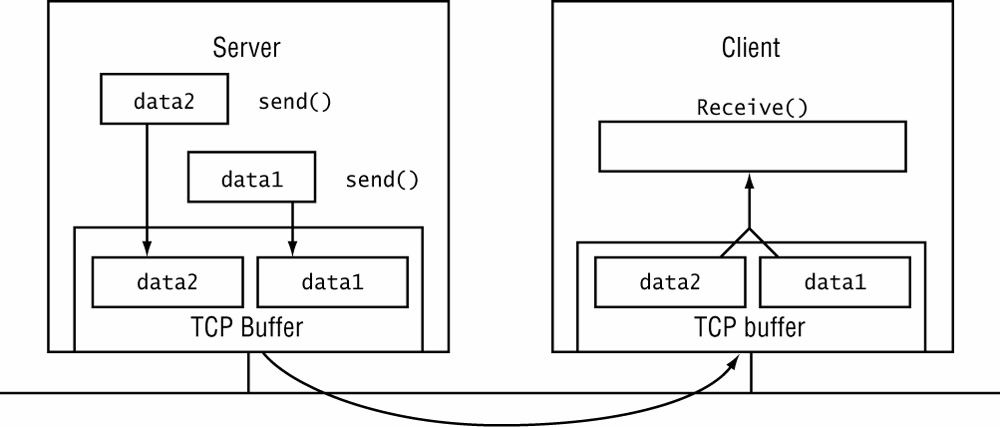 Server
data2 send()
data1 send()
data2 data1
TCP Buffer
Client
Receive()
data2 data1
TCP buffer